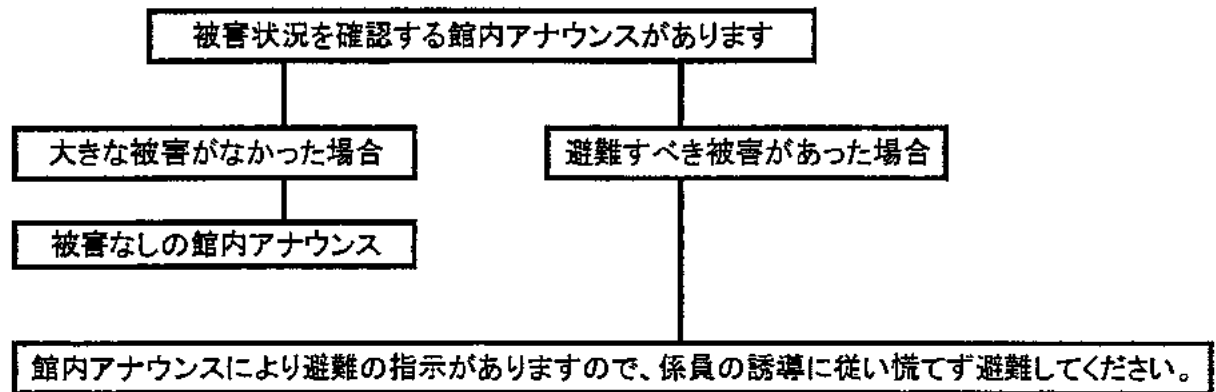 被害状況を確認する館内アナウンスがあります
大きな被害がなかった場合
避難すべき被害があった場合
被害なしの館内アナウンス
館内アナウンスにより避難の指示がありますので、係員の誘導に従い慌てず避難してください。